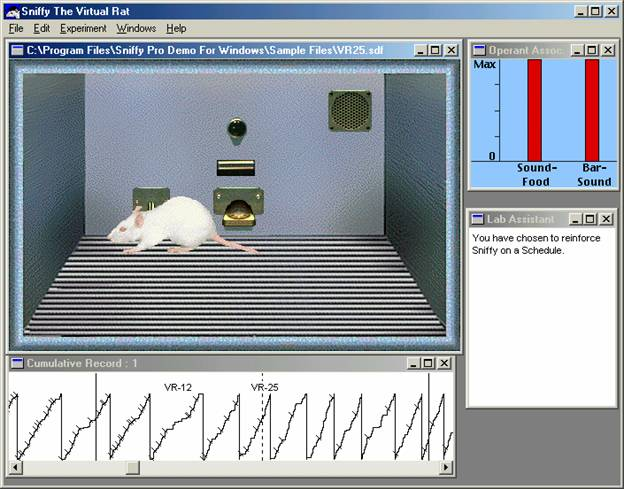 Sniffy The Virtual Rat
File Edit Experiment Windows Help
C:\Program Files\Sniffy Pro Demo For Windows\Sample Files\VR25.sdf
Operant Assoc
Max
0
Sound-
Food
Bar-
Sound
Lab Assistant
You have chosen to reinforce
Sniffy on a Schedule.
Cumulative Record : 1
VR-12
VR-25